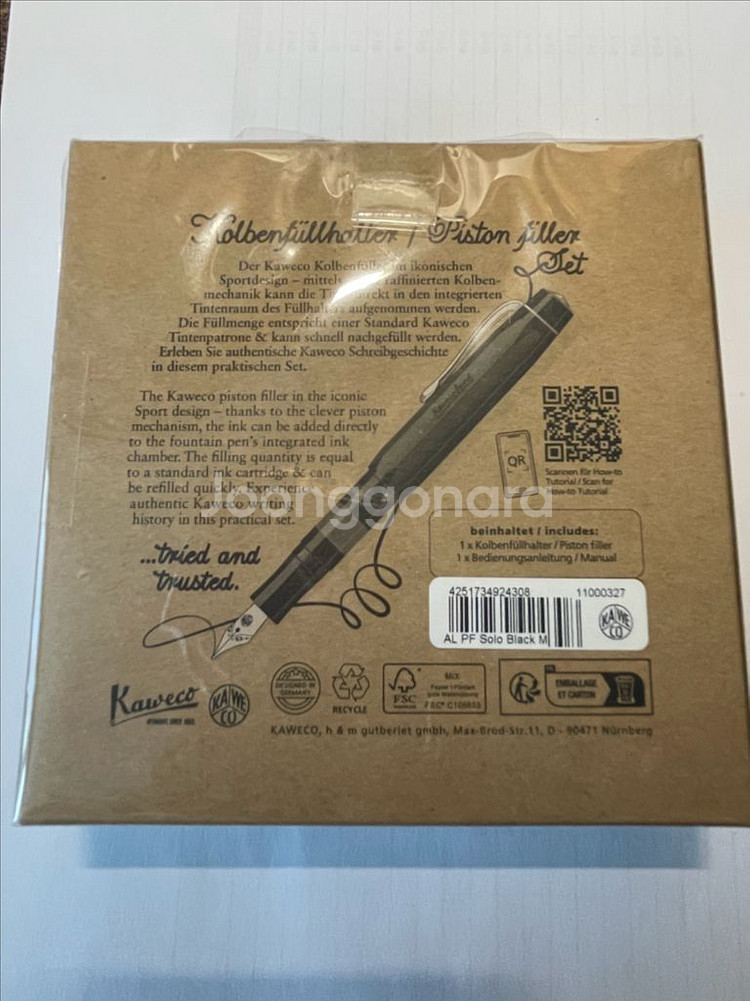 Kolbenfüllhalter / Piston filler
Set
Der Kaweco Kolbenfüller im ikonischen
Sportdesign – mittels raffinierten Kolben-
mechanik kann die Tinte direkt in den integrierten
Tintenraum des Füllhalters aufgenommen werden.
Die Füllmenge entspricht einer Standard Kaweco
Tintenpatrone & kann schnell nachgefüllt werden.
Erleben Sie authentische Kaweco Schreibgeschichte
in diesem praktischen Set.
The Kaweco piston filler in the iconic
Sport design – thanks to the clever piston
mechanism, the ink can be added directly
to the fountain pen's integrated ink
chamber. The filling quantity is equal
to a standard ink cartridge & can
be refilled quickly. Experience
authentic Kaweco writing
history in this practical set.
...tried and
trusted.
QR
Scannen für How-to
Tutorial / Scan for
How-to Tutorial
Joonggonara
beinhaltet / includes:
1 x Kolbenfüllhalter / Piston filler
1 x Bedienungsanleitung / Manual
4251734924308 11000327
AL PF Solo Black M
KA WE CO
Kaweco
KA WE CO
DESIGNED IN GERMANY
RECYCLE
FSC
MIX
FR
EMBALLAGE
ET CARTON
KAWECO, h & m gutberlet gmbh, Max-Brod-Str.11, D - 90471 Nürnberg